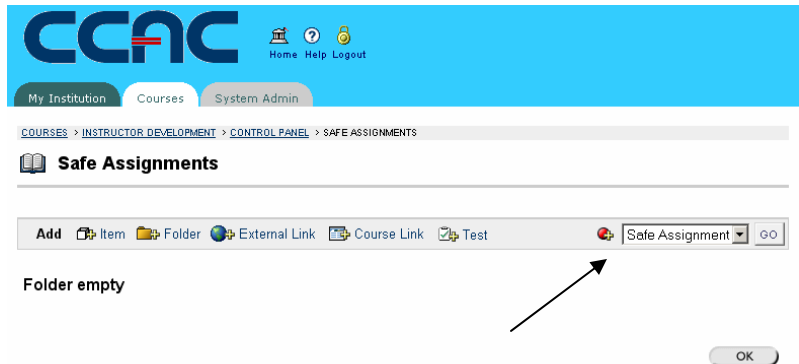 CCAC
Home Help Logout
My Institution Courses System Admin
COURSES > INSTRUCTOR DEVELOPMENT > CONTROL PANEL > SAFE ASSIGNMENTS
Safe Assignments
Add Item Folder External Link Course Link Test Safe Assignment GO
Folder empty
OK